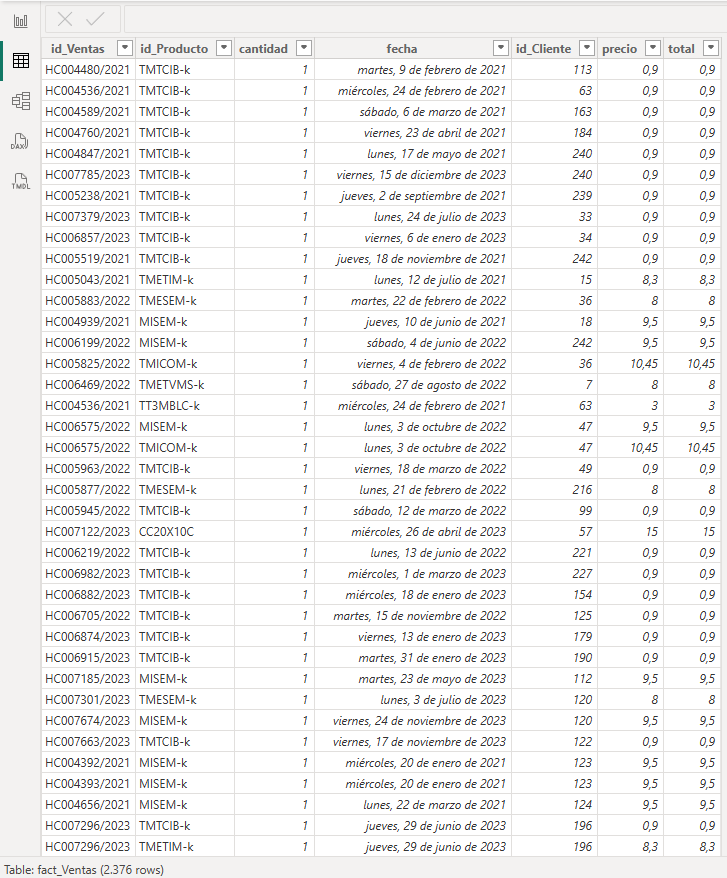 id_Ventas id_Producto cantidad fecha id_Cliente precio total
HC004480/2021 TMTCIB-k 1 martes, 9 de febrero de 2021 113 0,9 0,9
HC004536/2021 TMTCIB-k 1 miércoles, 24 de febrero de 2021 63 0,9 0,9
HC004589/2021 TMTCIB-k 1 sábado, 6 de marzo de 2021 163 0,9 0,9
HC004760/2021 TMTCIB-k 1 viernes, 23 de abril de 2021 184 0,9 0,9
HC004847/2021 TMTCIB-k 1 lunes, 17 de mayo de 2021 240 0,9 0,9
HC007785/2023 TMTCIB-k 1 viernes, 15 de diciembre de 2023 240 0,9 0,9
HC005238/2021 TMTCIB-k 1 jueves, 2 de septiembre de 2021 239 0,9 0,9
HC007379/2023 TMTCIB-k 1 lunes, 24 de julio de 2023 33 0,9 0,9
HC006857/2023 TMTCIB-k 1 viernes, 6 de enero de 2023 34 0,9 0,9
HC005519/2021 TMTCIB-k 1 jueves, 18 de noviembre de 2021 242 0,9 0,9
HC005043/2021 TMETIM-k 1 lunes, 12 de julio de 2021 15 8,3 8,3
HC005883/2022 TMESEM-k 1 martes, 22 de febrero de 2022 36 8 8
HC004939/2021 MISEM-k 1 jueves, 10 de junio de 2021 18 9,5 9,5
HC006199/2022 MISEM-k 1 sábado, 4 de junio de 2022 242 9,5 9,5
HC005825/2022 TMICOM-k 1 viernes, 4 de febrero de 2022 36 10,45 10,45
HC006469/2022 TMETVMS-k 1 sábado, 27 de agosto de 2022 7 8 8
HC004536/2021 TT3MBLC-k 1 miércoles, 24 de febrero de 2021 63 3 3
HC006575/2022 MISEM-k 1 lunes, 3 de octubre de 2022 47 9,5 9,5
HC006575/2022 TMICOM-k 1 lunes, 3 de octubre de 2022 47 10,45 10,45
HC005963/2022 TMTCIB-k 1 viernes, 18 de marzo de 2022 49 0,9 0,9
HC005877/2022 TMESEM-k 1 lunes, 21 de febrero de 2022 216 8 8
HC005945/2022 TMTCIB-k 1 sábado, 12 de marzo de 2022 99 0,9 0,9
HC007122/2023 CC20X10C 1 miércoles, 26 de abril de 2023 57 15 15
HC006219/2022 TMTCIB-k 1 lunes, 13 de junio de 2022 221 0,9 0,9
HC006982/2023 TMTCIB-k 1 miércoles, 1 de marzo de 2023 227 0,9 0,9
HC006882/2023 TMTCIB-k 1 miércoles, 18 de enero de 2023 154 0,9 0,9
HC006705/2022 TMTCIB-k 1 martes, 15 de noviembre de 2022 125 0,9 0,9
HC006874/2023 TMTCIB-k 1 viernes, 13 de enero de 2023 179 0,9 0,9
HC006915/2023 TMTCIB-k 1 martes, 31 de enero de 2023 190 0,9 0,9
HC007185/2023 MISEM-k 1 martes, 23 de mayo de 2023 112 9,5 9,5
HC007301/2023 TMESEM-k 1 lunes, 3 de julio de 2023 120 8 8
HC007674/2023 MISEM-k 1 viernes, 24 de noviembre de 2023 120 9,5 9,5
HC007663/2023 TMTCIB-k 1 viernes, 17 de noviembre de 2023 122 0,9 0,9
HC004392/2021 MISEM-k 1 miércoles, 20 de enero de 2021 123 9,5 9,5
HC004393/2021 MISEM-k 1 miércoles, 20 de enero de 2021 123 9,5 9,5
HC004656/2021 MISEM-k 1 lunes, 22 de marzo de 2021 124 9,5 9,5
HC007296/2023 TMTCIB-k 1 jueves, 29 de junio de 2023 196 0,9 0,9
HC007296/2023 TMETIM-k 1 jueves, 29 de junio de 2023 196 8,3 8,3
DAX
TMDL
Table: fact_Ventas (2.376 rows)